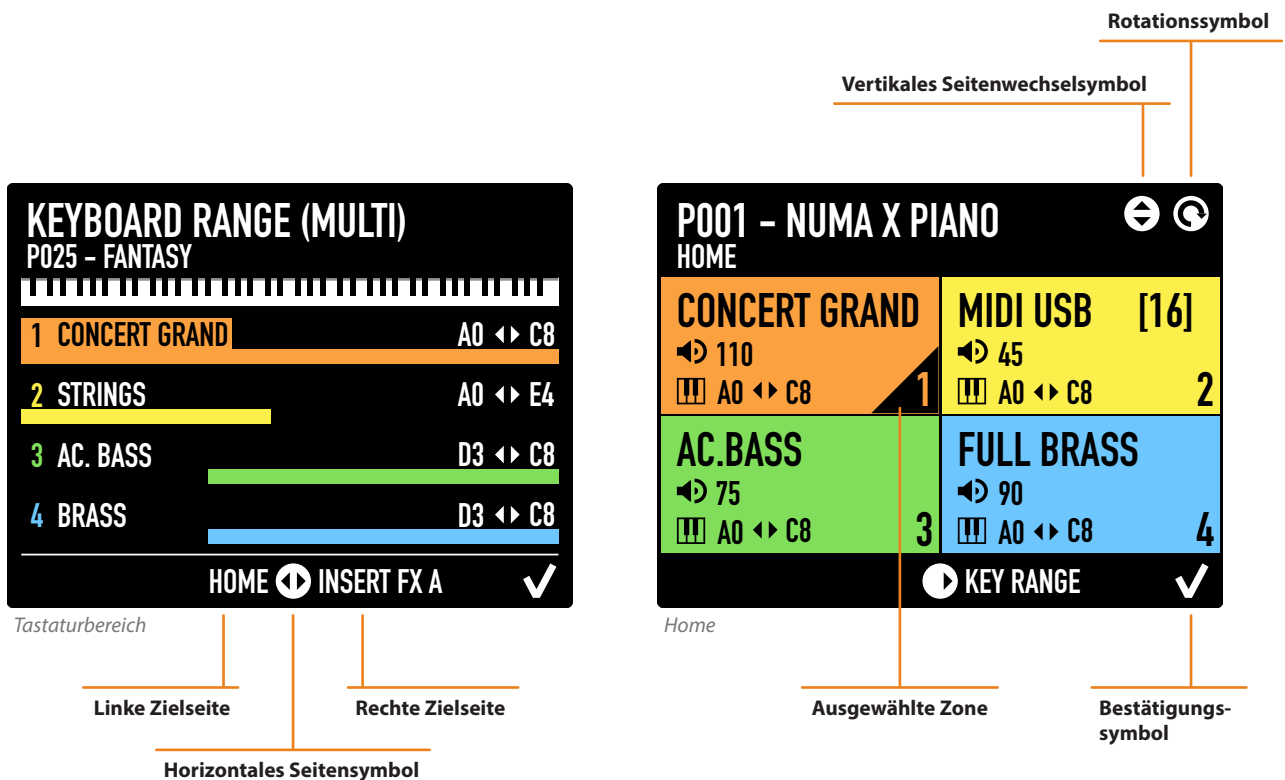 Rotationssymbol
Vertikales Seitenwechselsymbol
KEYBOARD RANGE (MULTI)
P025 – FANTASY
1 CONCERT GRAND A0 C8
2 STRINGS A0 E4
3 AC. BASS D3 C8
4 BRASS D3 C8
HOME INSERT FX A
Tastaturbereich
Linke Zielseite
Rechte Zielseite
Horizontales Seitensymbol
P001 – NUMA X PIANO
HOME
CONCERT GRAND
110
A0 C8
1
MIDI USB [16]
45
A0 C8
2
AC.BASS
75
A0 C8
3
FULL BRASS
90
A0 C8
4
KEY RANGE
Home
Ausgewählte Zone
Bestätigungs-
symbol